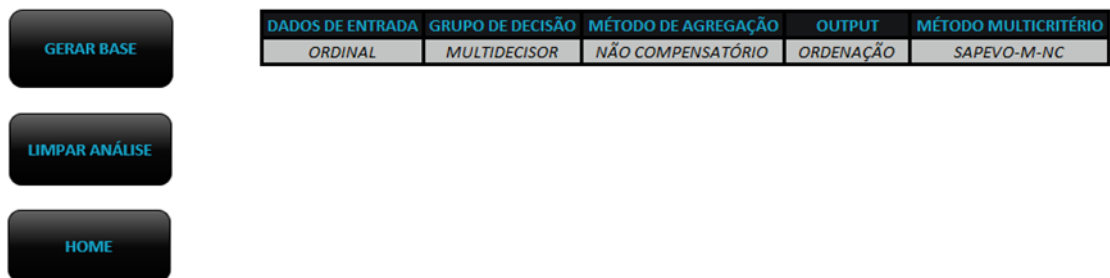 GERAR BASE
LIMPAR ANÁLISE
HOME
DADOS DE ENTRADA GRUPO DE DECISÃO MÉTODO DE AGREGAÇÃO OUTPUT MÉTODO MULTICRITÉRIO
ORDINAL MULTIDECISOR NÃO COMPENSATÓRIO ORDENAÇÃO SAPEVO-M-NC